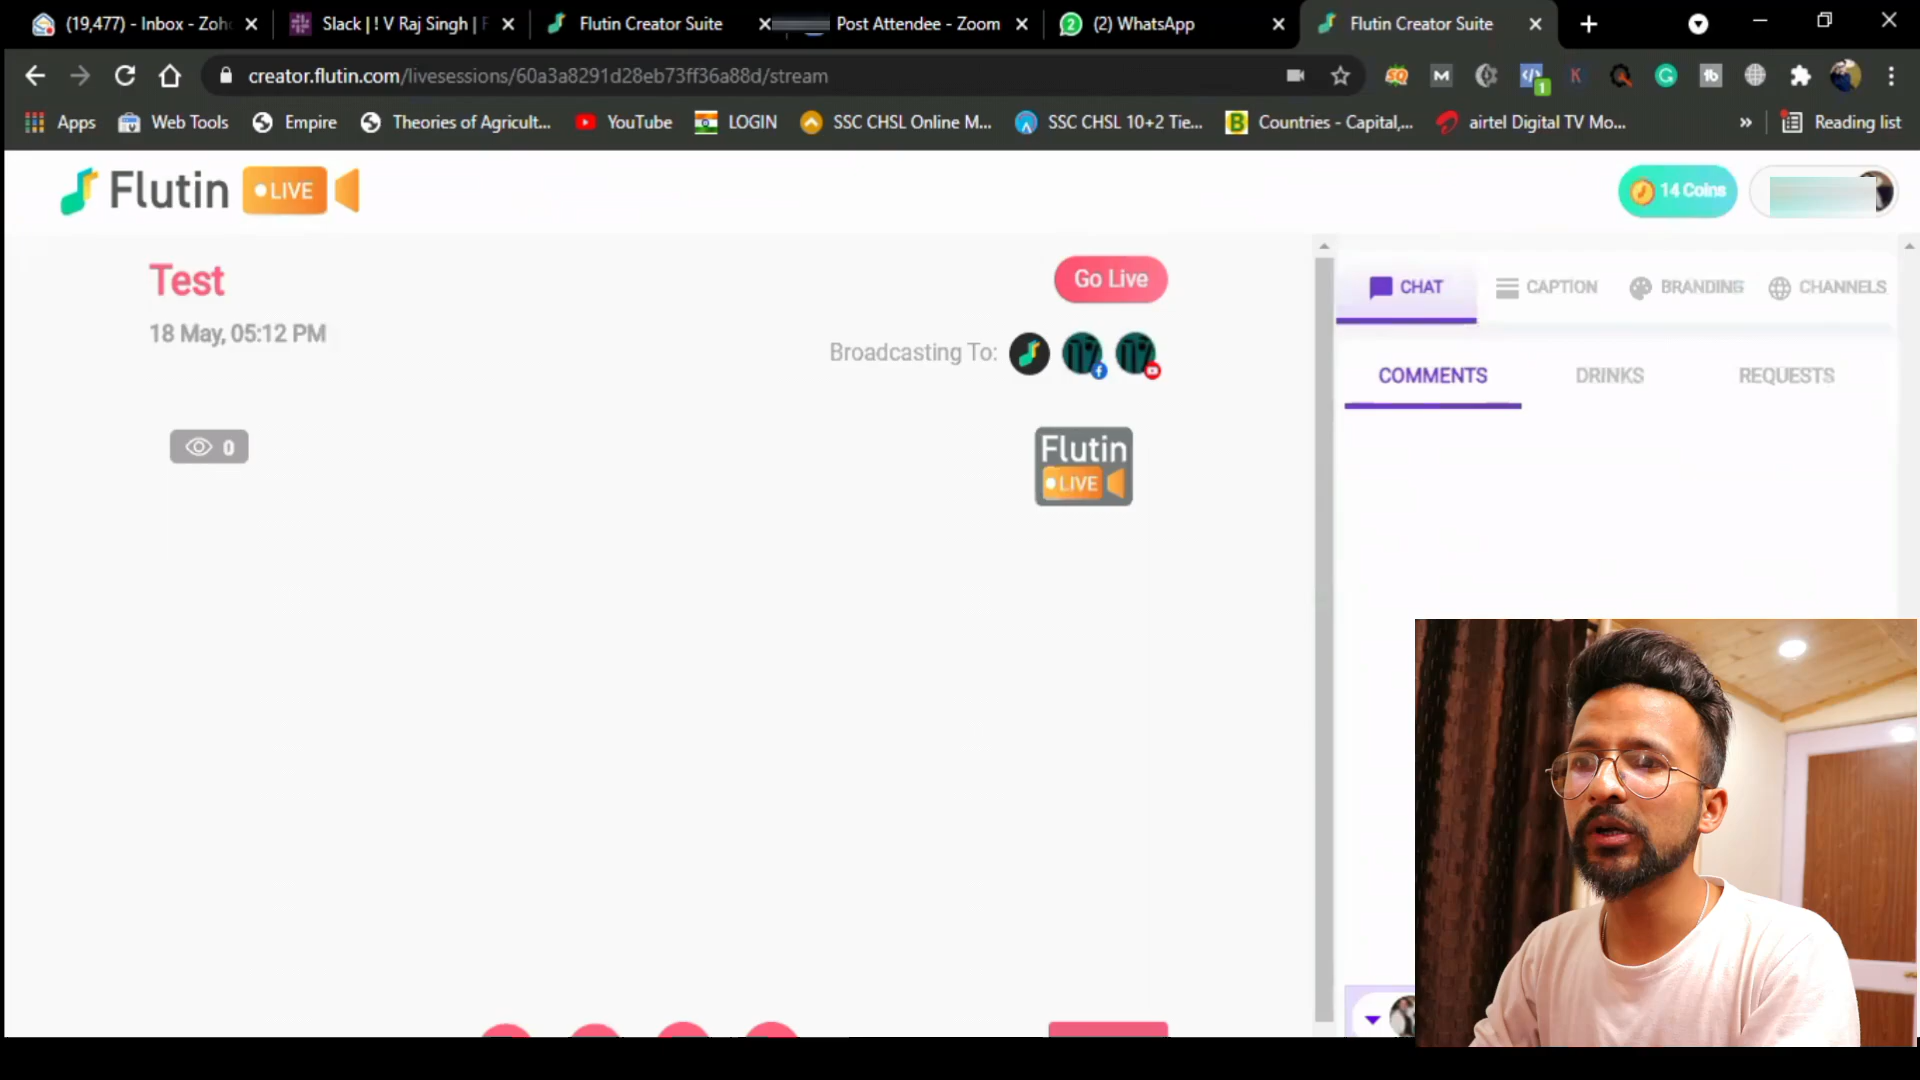 (19,477) - Inbox - Zoho
Slack | ! V Raj Singh | F
Flutin Creator Suite
Post Attendee - Zoom
(2) WhatsApp
Flutin Creator Suite
creator.flutin.com/livesessions/60a3a8291d28eb73ff36a88d/stream
Apps
Web Tools
Empire
Theories of Agricult...
YouTube
LOGIN
SSC CHSL Online M...
SSC CHSL 10+2 Tie...
Countries - Capital,...
airtel Digital TV Mo...
»
Reading list
Flutin LIVE
14 Coins
Test
Go Live
18 May, 05:12 PM
Broadcasting To:
0
Flutin
LIVE
CHAT
CAPTION
BRANDING
CHANNELS
COMMENTS
DRINKS
REQUESTS